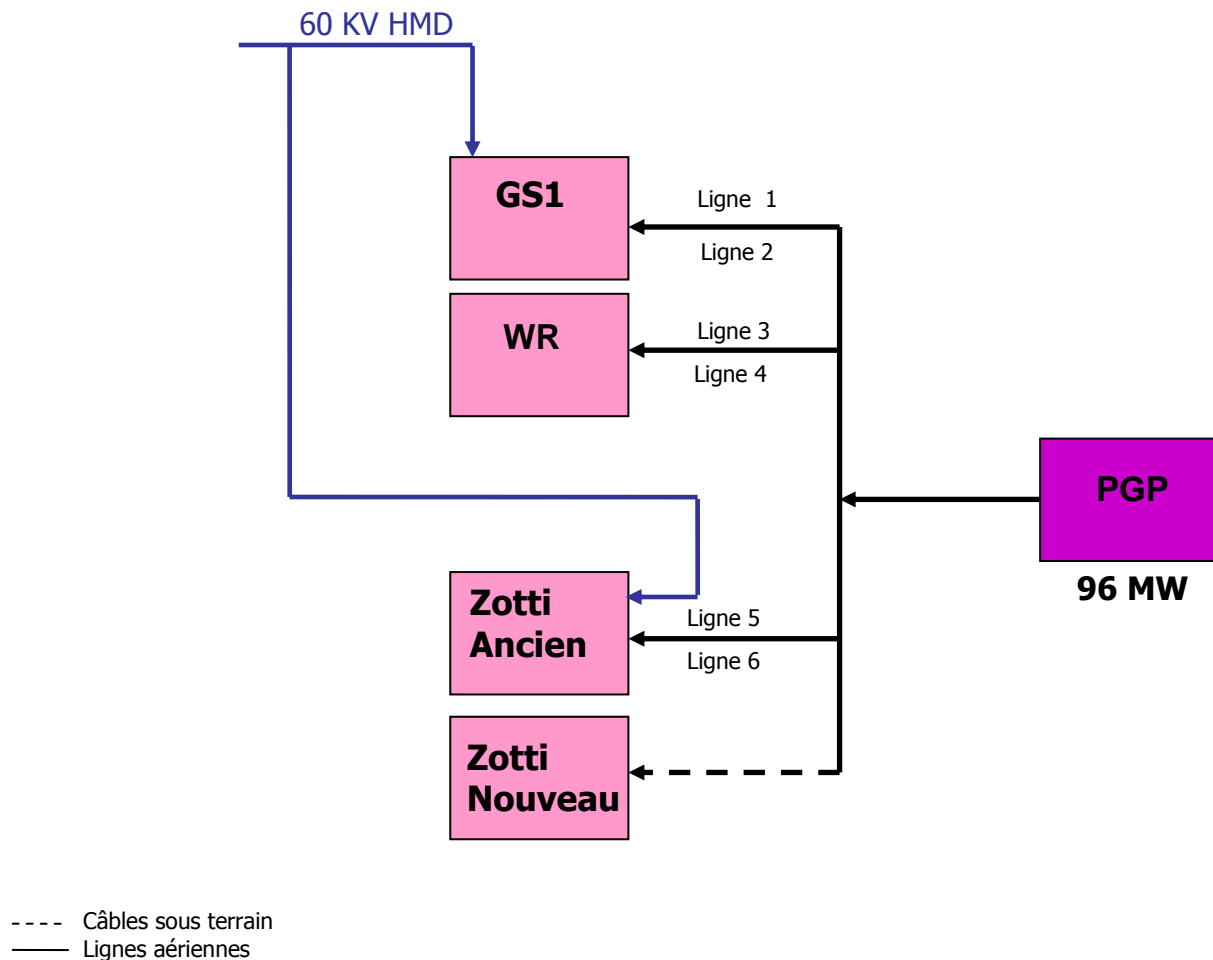 60 KV HMD
GS1
Ligne 1
Ligne 2
WR
Ligne 3
Ligne 4
PGP
96 MW
Zotti
Ancien
Ligne 5
Ligne 6
Zotti
Nouveau
Câbles sous terrain
Lignes aériennes